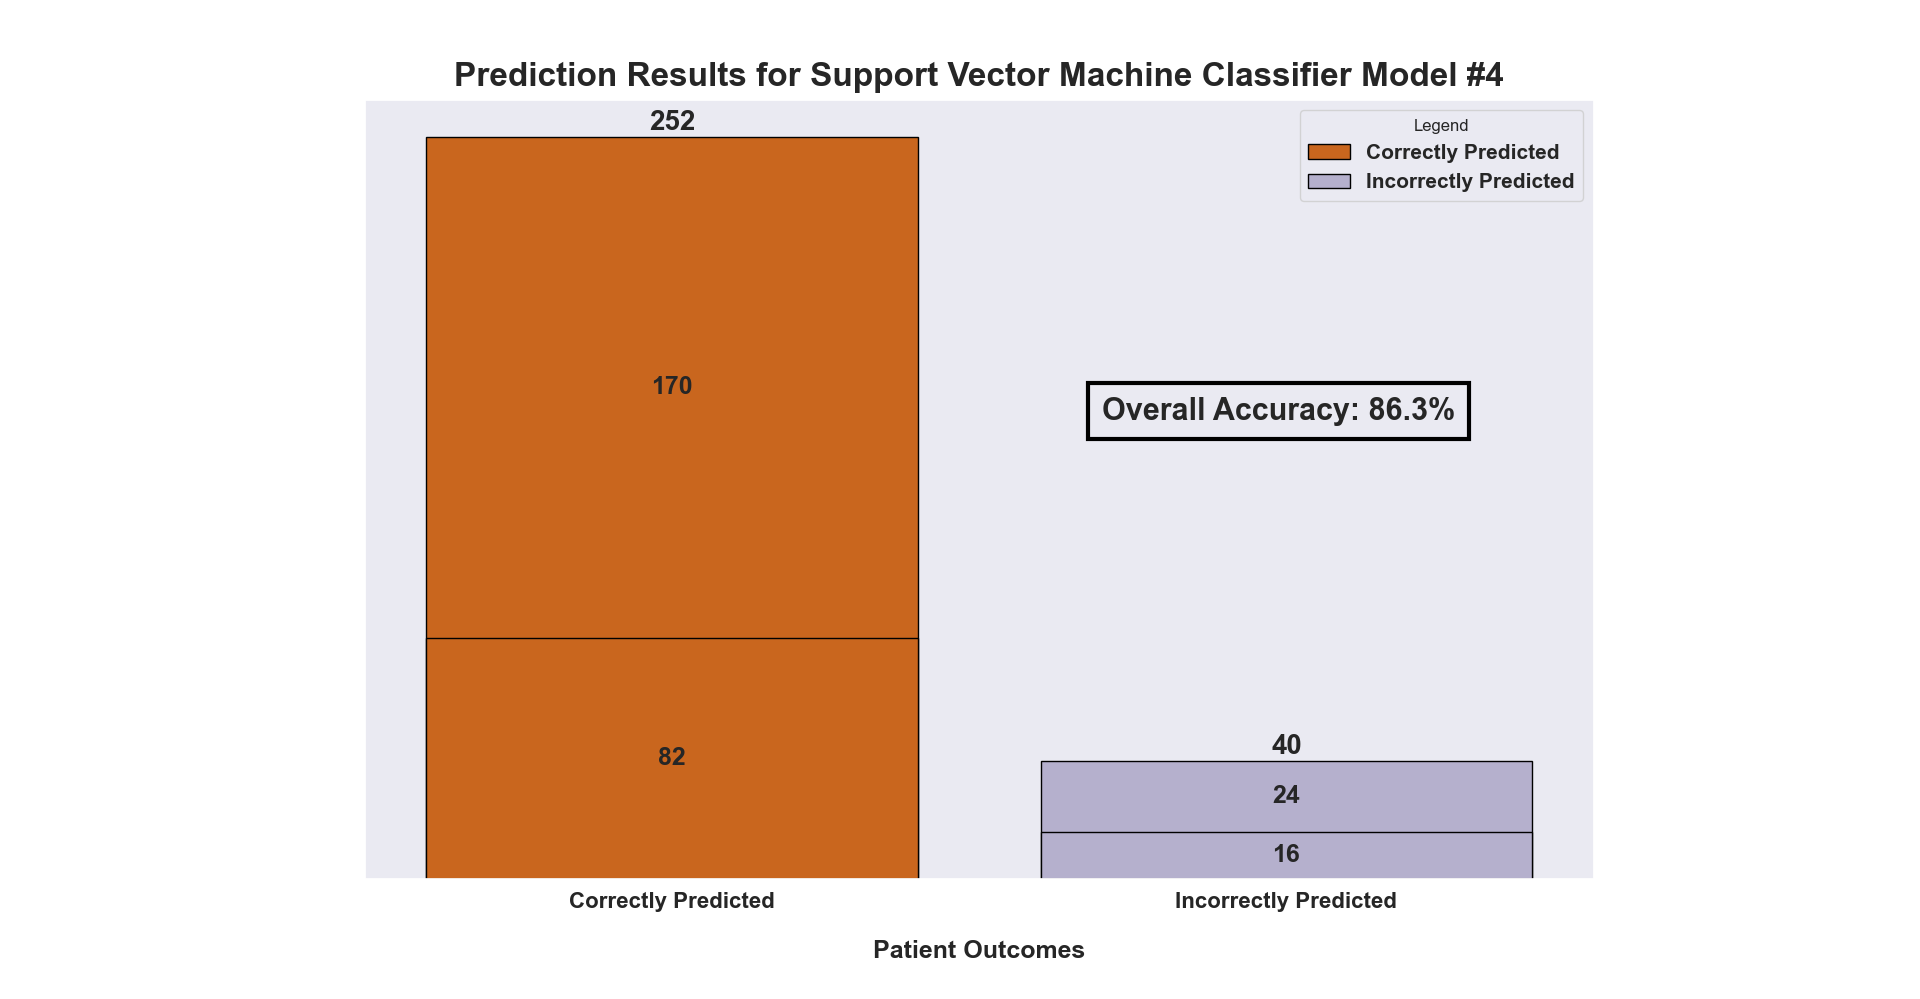 Prediction Results for Support Vector Machine Classifier Model #4
252
Legend
Correctly Predicted
Incorrectly Predicted
170
Overall Accuracy: 86.3%
82
40
24
16
Correctly Predicted
Incorrectly Predicted
Patient Outcomes